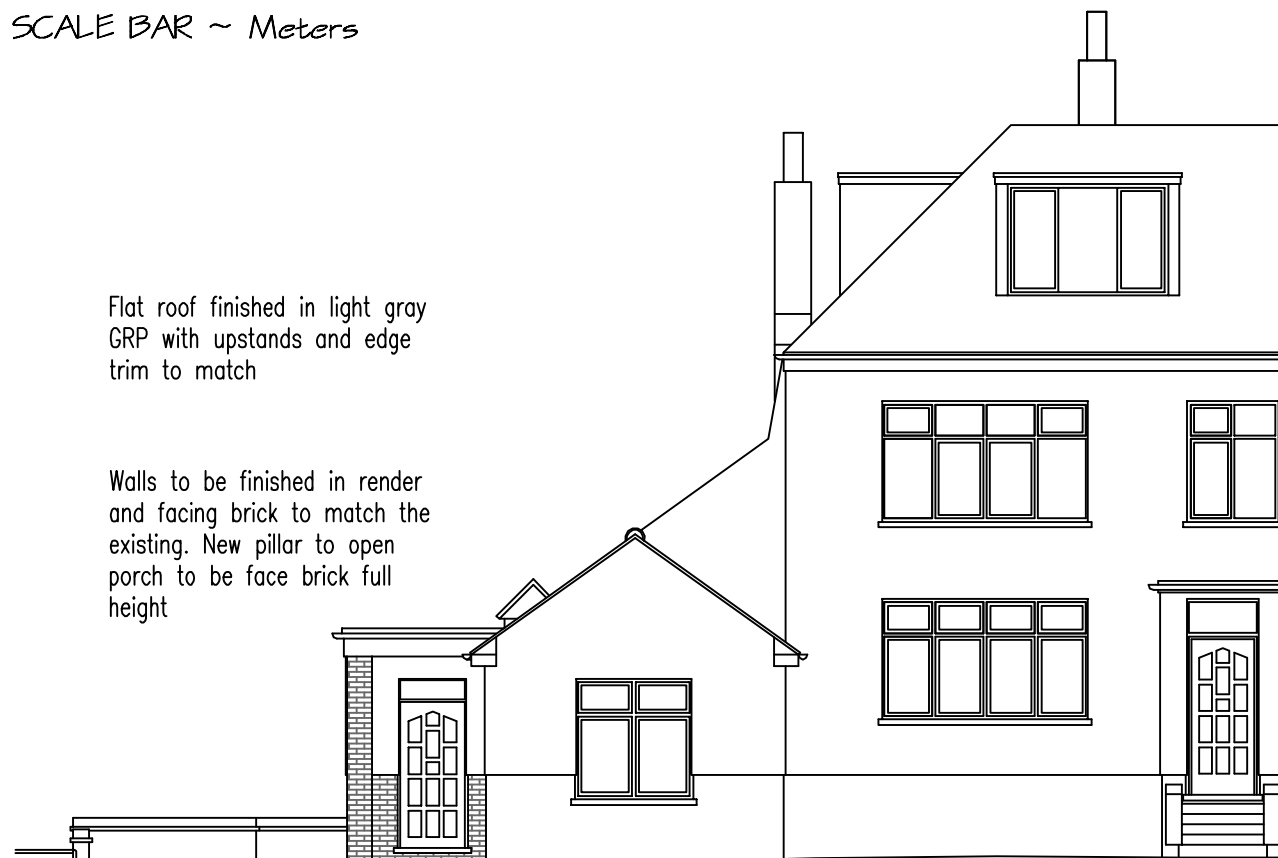 SCALE BAR ~ Meters
Flat roof finished in light gray
GRP with upstands and edge
trim to match
Walls to be finished in render
and facing brick to match the
existing. New pillar to open
porch to be face brick full
height